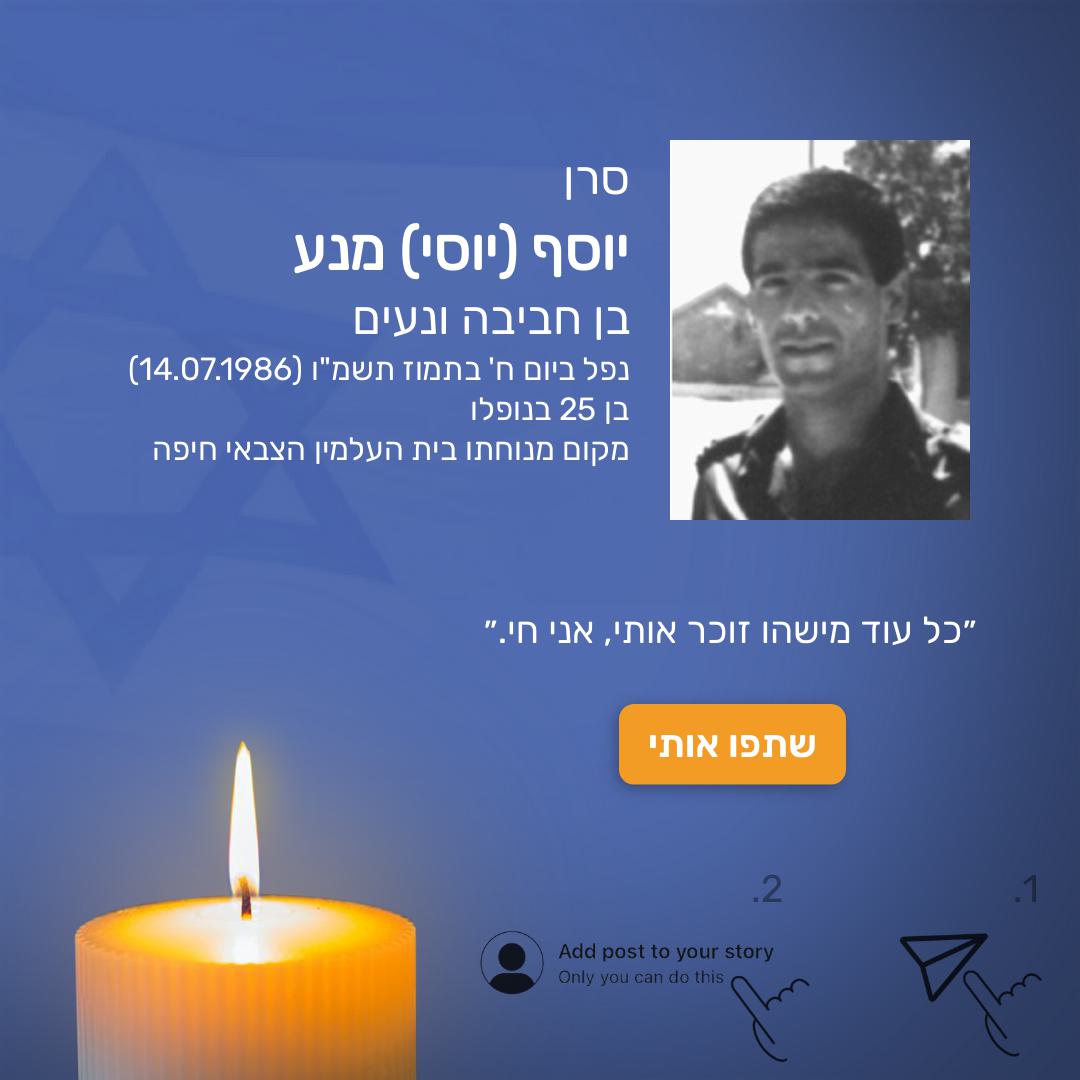 סרן
יוסף (יוסי) מנע
בן חביבה ונעים
נפל ביום ח' בתמוז תשמ"ו (14.07.1986)
בן 25 בנופלו
מקום מנוחתו בית העלמין הצבאי חיפה
״כל עוד מישהו זוכר אותי, אני חי.״
שתפו אותי
1.
2.
Add post to your story
Only you can do this